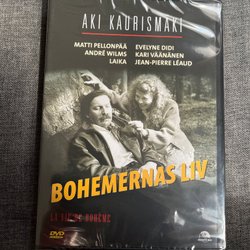 AKI KAURISMÄKI
MATTI PELLONPÄÄ EVELYNE DIDI
ANDRÉ WILMS KARI VÄÄNÄNEN
LAIKA JEAN-PIERRE LÉAUD
BOHEMERNAS LIV
LA VIE DE BOHÈME
DVD